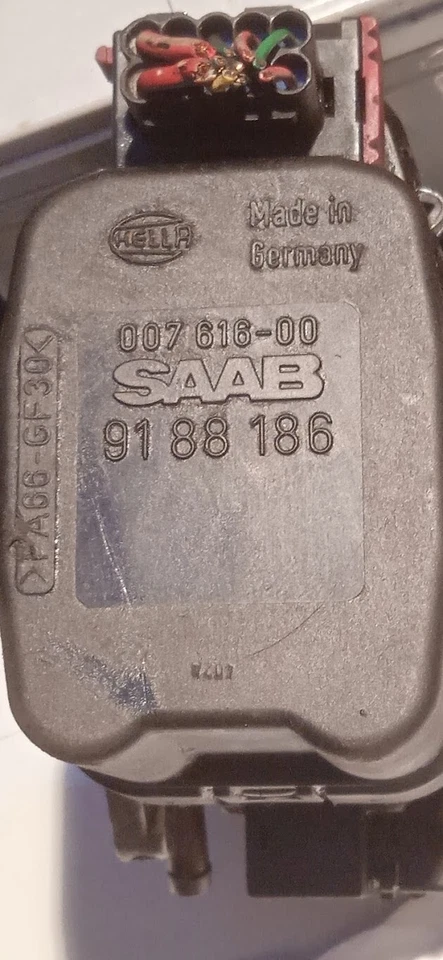 HELLA
Made in
Germany
007 616-00
SAAB
91 88 186
>PA66-GF30<